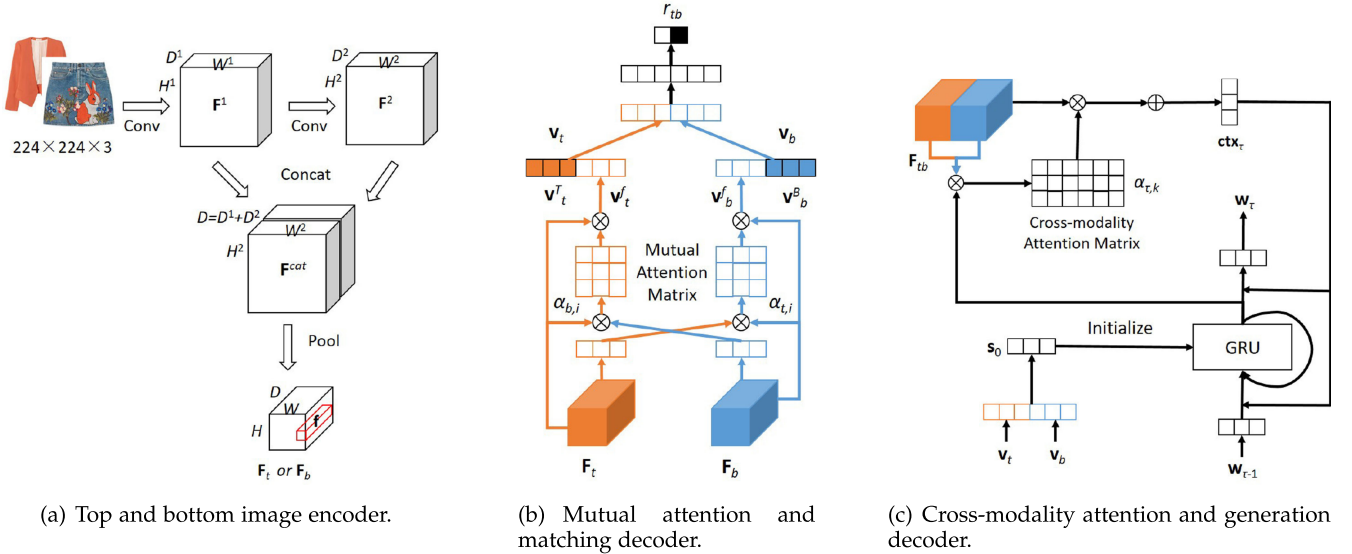 224×224×3
Conv
D¹
W¹
H¹
F¹
Conv
D²
W²
H²
F²
Concat
D=D¹+D²
W²
H²
F^cat
Pool
D
W
H
f
F_t or F_b
(a) Top and bottom image encoder.
r_tb
v_t
v_b
v^T_t
v^f_t
v^f_b
v^B_b
Mutual
Attention
Matrix
α_b,i
α_t,i
F_t
F_b
(b) Mutual attention and
matching decoder.
F_tb
ctx_τ
α_τ,k
Cross-modality
Attention Matrix
w_τ
Initialize
s_0
GRU
v_t
v_b
w_τ-1
(c) Cross-modality attention and generation
decoder.